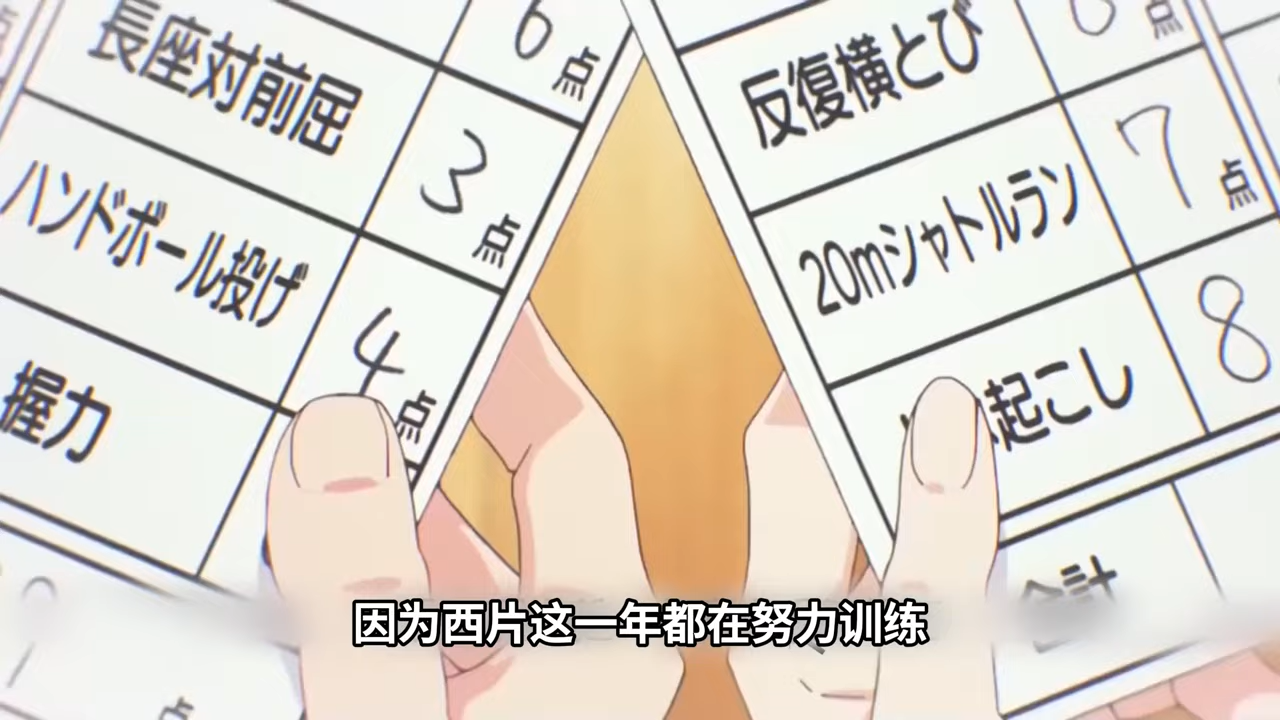 6点
長座対前屈 3点
ハンドボール投げ 4点
握力
点
点
反復横とび 7点
20mシャトルラン 8
起こし
合計
因为西片这一年都在努力训练